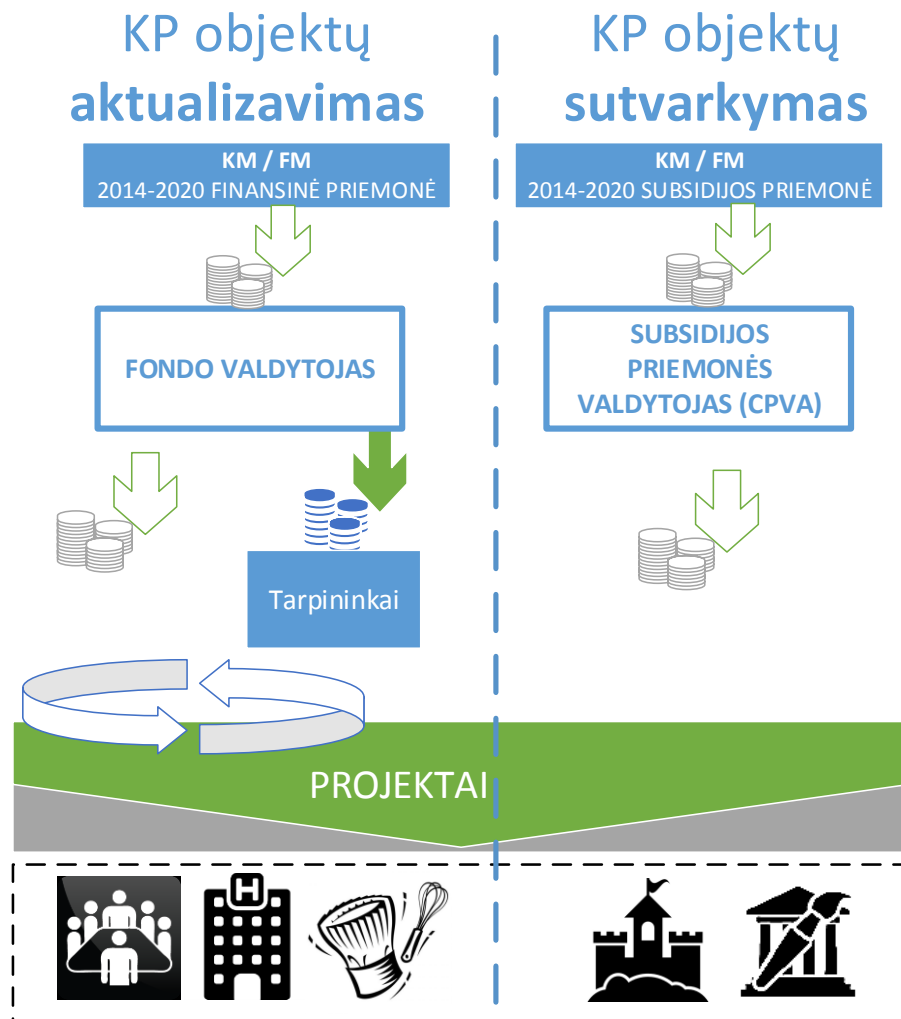 KP objektų
aktualizavimas
KM / FM
2014-2020 FINANSINĖ PRIEMONĖ
FONDO VALDYTOJAS
Tarpininkai
KP objektų
sutvarkymas
KM / FM
2014-2020 SUBSIDIJOS PRIEMONĖ
SUBSIDIJOS
PRIEMONĖS
VALDYTOJAS (CPVA)
PROJEKTAI
H